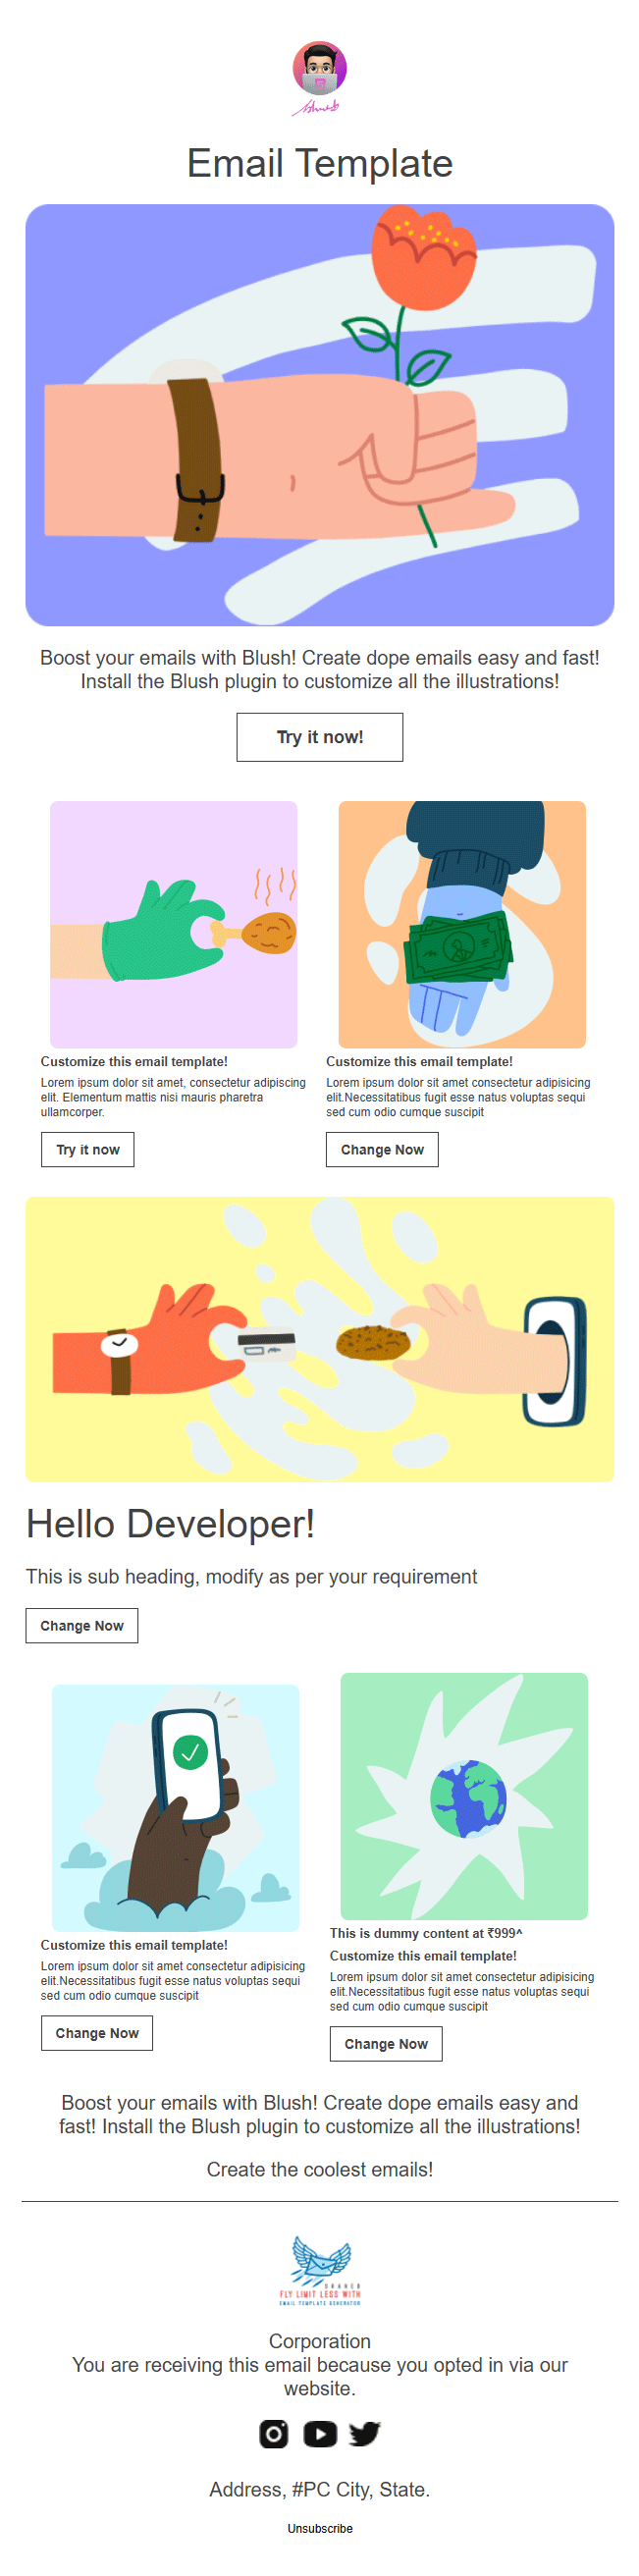 Email Template
Boost your emails with Blush! Create dope emails easy and fast!
Install the Blush plugin to customize all the illustrations!
Try it now!
Customize this email template!
Lorem ipsum dolor sit amet, consectetur adipiscing
elit. Elementum mattis nisi mauris pharetra
ullamcorper.
Try it now
Customize this email template!
Lorem ipsum dolor sit amet consectetur adipisicing
elit.Necessitatibus fugit esse natus voluptas sequi
sed cum odio cumque suscipit
Change Now
Hello Developer!
This is sub heading, modify as per your requirement
Change Now
Customize this email template!
Lorem ipsum dolor sit amet consectetur adipisicing
elit.Necessitatibus fugit esse natus voluptas sequi
sed cum odio cumque suscipit
Change Now
This is dummy content at ₹999^
Customize this email template!
Lorem ipsum dolor sit amet consectetur adipisicing
elit.Necessitatibus fugit esse natus voluptas sequi
sed cum odio cumque suscipit
Change Now
Boost your emails with Blush! Create dope emails easy and
fast! Install the Blush plugin to customize all the illustrations!
Create the coolest emails!
FLY LIMIT LESS WITH
EMAIL TEMPLATE GENERATOR
Corporation
You are receiving this email because you opted in via our
website.
Address, #PC City, State.
Unsubscribe